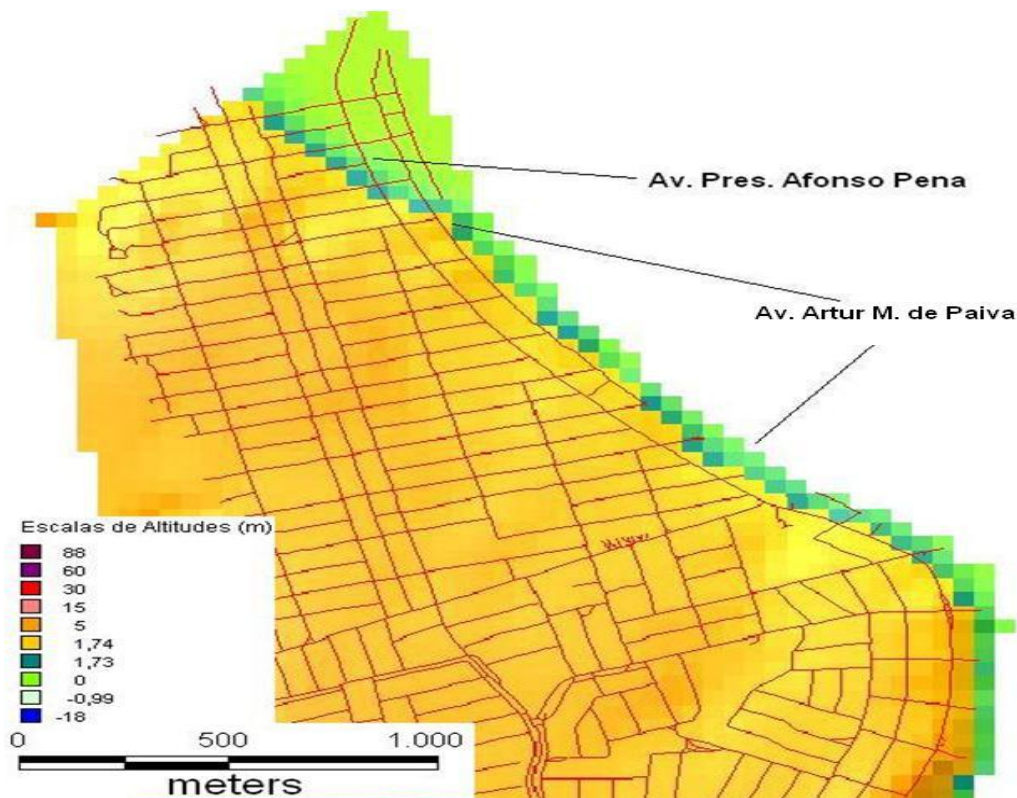 Av. Pres. Afonso Pena
Av. Artur M. de Paiva
Escalas de Altitudes (m)
88
60
30
15
5
1,74
1,73
0
-0,99
-18
0 500 1.000
meters